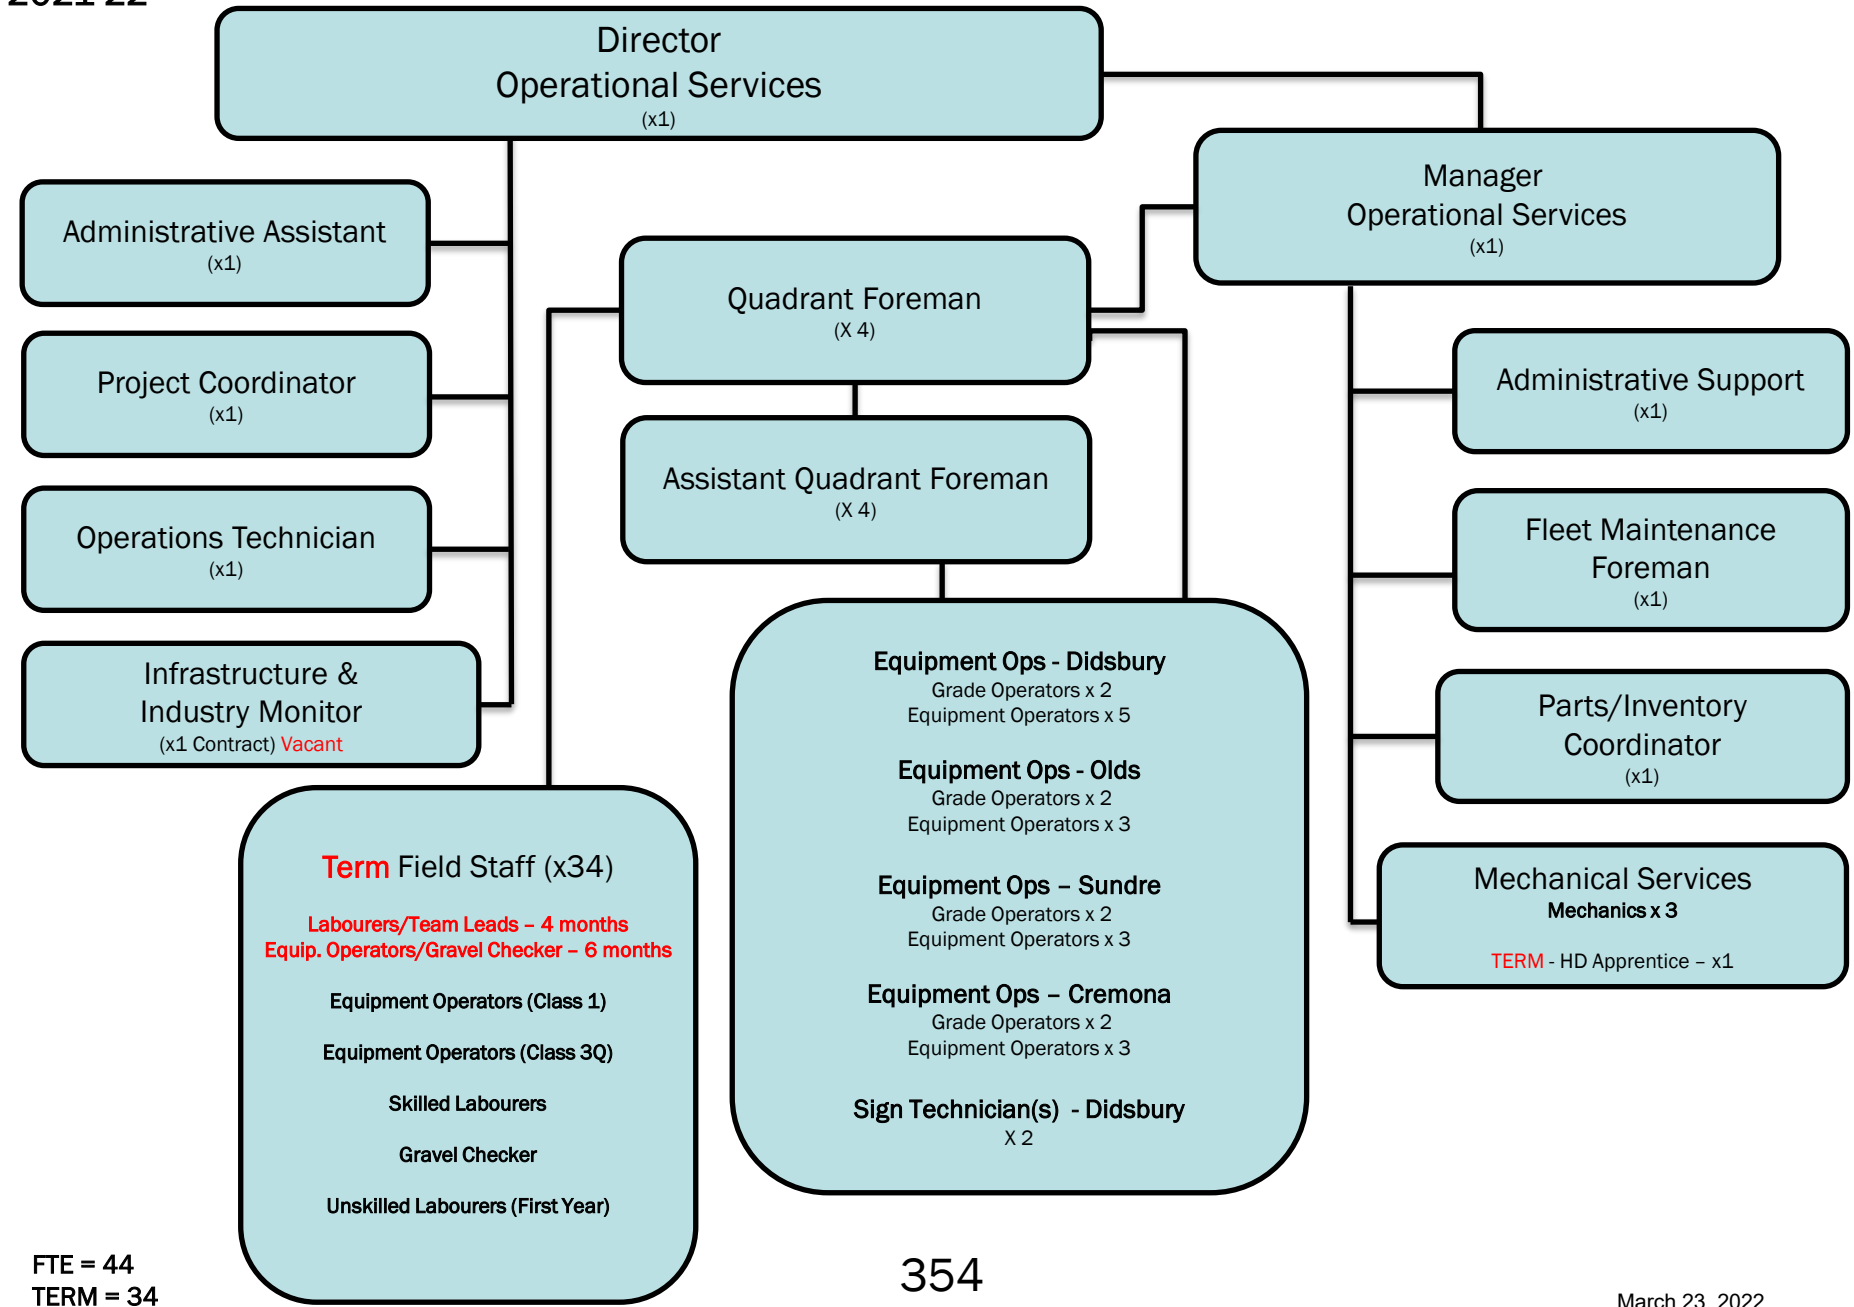 2021-22
Director
Operational Services
(x1)
Manager
Operational Services
(x1)
Administrative Assistant
(x1)
Project Coordinator
(x1)
Operations Technician
(x1)
Infrastructure &
Industry Monitor
(x1 Contract) Vacant
Quadrant Foreman
(X 4)
Assistant Quadrant Foreman
(X 4)
Administrative Support
(x1)
Fleet Maintenance
Foreman
(x1)
Parts/Inventory
Coordinator
(x1)
Mechanical Services
Mechanics x 3
TERM - HD Apprentice – x1
Term Field Staff (x34)
Labourers/Team Leads – 4 months
Equip. Operators/Gravel Checker – 6 months
Equipment Operators (Class 1)
Equipment Operators (Class 3Q)
Skilled Labourers
Gravel Checker
Unskilled Labourers (First Year)
Equipment Ops - Didsbury
Grade Operators x 2
Equipment Operators x 5
Equipment Ops - Olds
Grade Operators x 2
Equipment Operators x 3
Equipment Ops – Sundre
Grade Operators x 2
Equipment Operators x 3
Equipment Ops – Cremona
Grade Operators x 2
Equipment Operators x 3
Sign Technician(s) - Didsbury
X 2
FTE = 44
TERM = 34
354
March 23, 2022